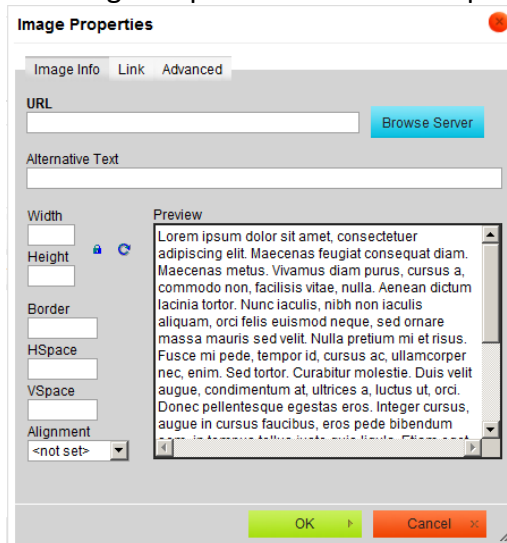 Image Properties
Image Info Link Advanced
URL
Browse Server
Alternative Text
Width
Height
Border
HSpace
VSpace
Alignment
<not set>
Preview
Lorem ipsum dolor sit amet, consectetuer
adipiscing elit. Maecenas feugiat consequat diam.
Maecenas metus. Vivamus diam purus, cursus a,
commodo non, facilisis vitae, nulla. Aenean dictum
lacinia tortor. Nunc iaculis, nibh non iaculis
aliquam, orci felis euismod neque, sed ornare
massa mauris sed velit. Nulla pretium mi et risus.
Fusce mi pede, tempor id, cursus ac, ullamcorper
nec, enim. Sed tortor. Curabitur molestie. Duis velit
augue, condimentum at, ultrices a, luctus ut, orci.
Donec pellentesque egestas eros. Integer cursus,
augue in cursus faucibus, eros pede bibendum
OK
Cancel